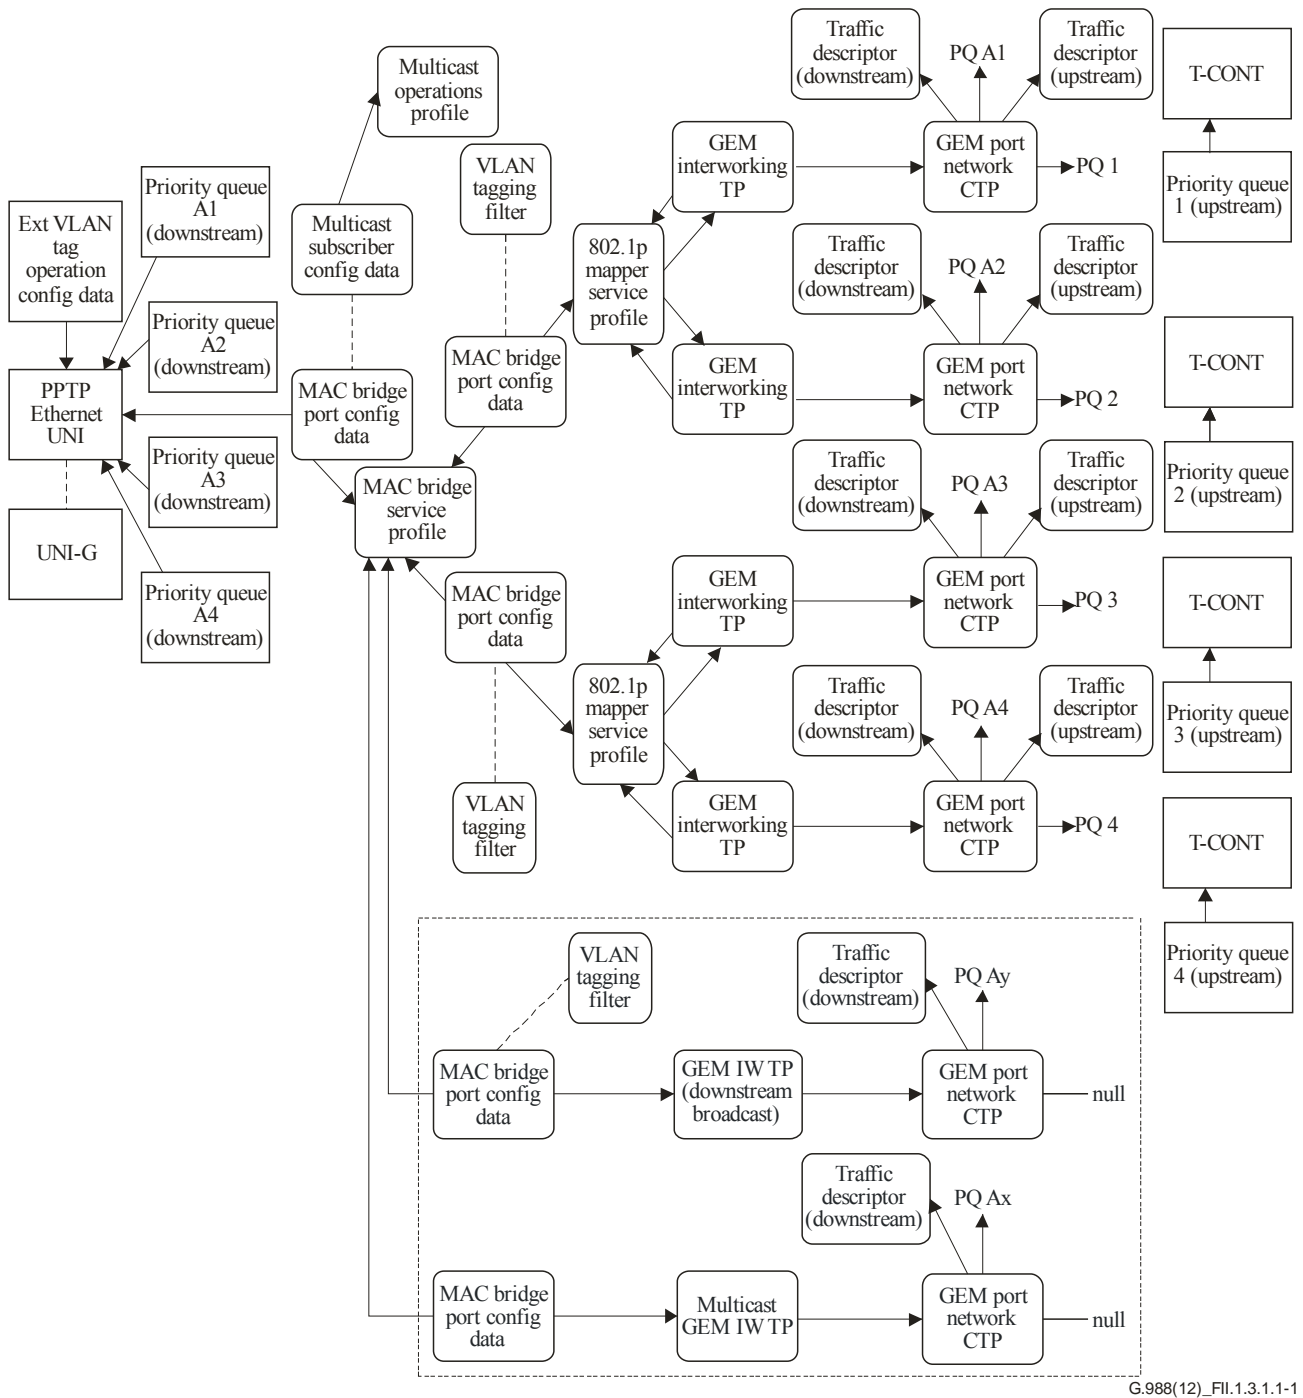 Traffic
descriptor
(downstream)
PQ A1
Traffic
descriptor
(upstream)
T-CONT
Multicast
operations
profile
GEM
interworking
TP
GEM port
network
CTP
PQ 1
Priority queue
1 (upstream)
VLAN
tagging
filter
Priority queue
A1
(downstream)
Ext VLAN
tag
operation
config data
Multicast
subscriber
config data
802.1p
mapper
service
profile
Traffic
descriptor
(downstream)
PQ A2
Traffic
descriptor
(upstream)
Priority queue
A2
(downstream)
MAC bridge
port config
data
GEM
interworking
TP
GEM port
network
CTP
PQ 2
T-CONT
PPTP
Ethernet
UNI
MAC bridge
port config
data
Priority queue
A3
(downstream)
MAC bridge
service
profile
Traffic
descriptor
(downstream)
PQ A3
Traffic
descriptor
(upstream)
Priority queue
2 (upstream)
UNI-G
Priority queue
A4
(downstream)
MAC bridge
port config
data
GEM
interworking
TP
GEM port
network
CTP
PQ 3
T-CONT
802.1p
mapper
service
profile
Traffic
descriptor
(downstream)
PQ A4
Traffic
descriptor
(upstream)
Priority queue
3 (upstream)
VLAN
tagging
filter
GEM
interworking
TP
GEM port
network
CTP
PQ 4
T-CONT
Priority queue
4 (upstream)
VLAN
tagging
filter
Traffic
descriptor
(downstream)
PQ Ay
MAC bridge
port config
data
GEM IW TP
(downstream
broadcast)
GEM port
network
CTP
null
Traffic
descriptor
(downstream)
PQ Ax
MAC bridge
port config
data
Multicast
GEM IW TP
GEM port
network
CTP
null
G.988(12)_FII.1.3.1.1-1